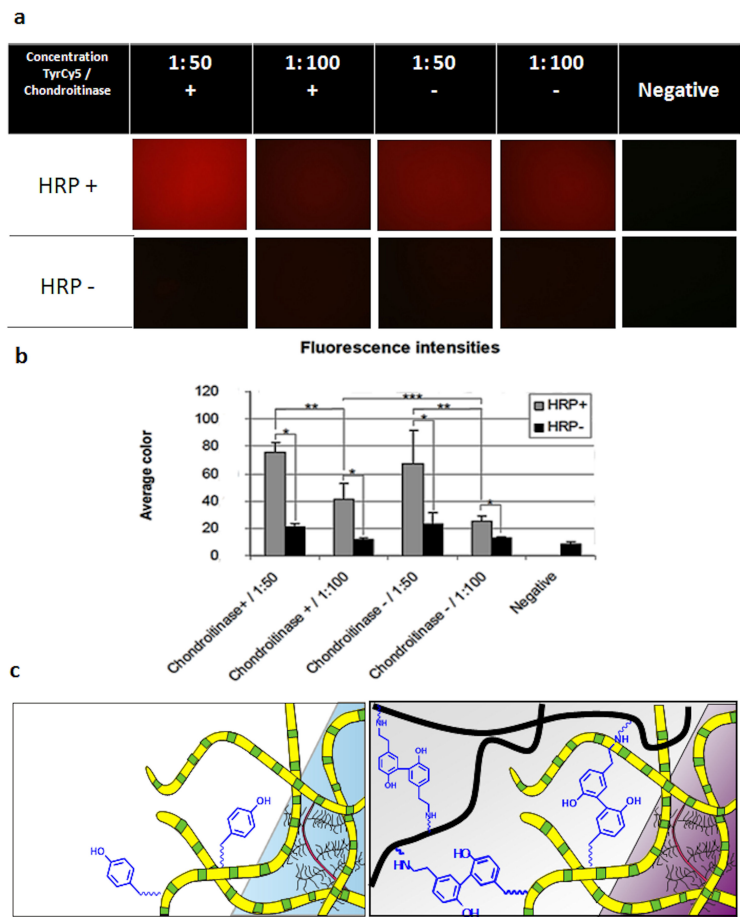 a
Concentration TyrCy5 / Chondroitinase
1:50 +
1:100 +
1:50 -
1:100 -
Negative
HRP +
HRP -
b
Fluorescence intensities
Average color
120
100
80
60
40
20
0
** *** ** * * * *
HRP+
HRP-
Chondroitinase+ / 1:50
Chondroitinase + / 1:100
Chondroitinase - / 1:50
Chondroitinase - / 1:100
Negative
c
HO
OH
NH
OH
OH
NH
HN
HO
OH
NH
HO
OH